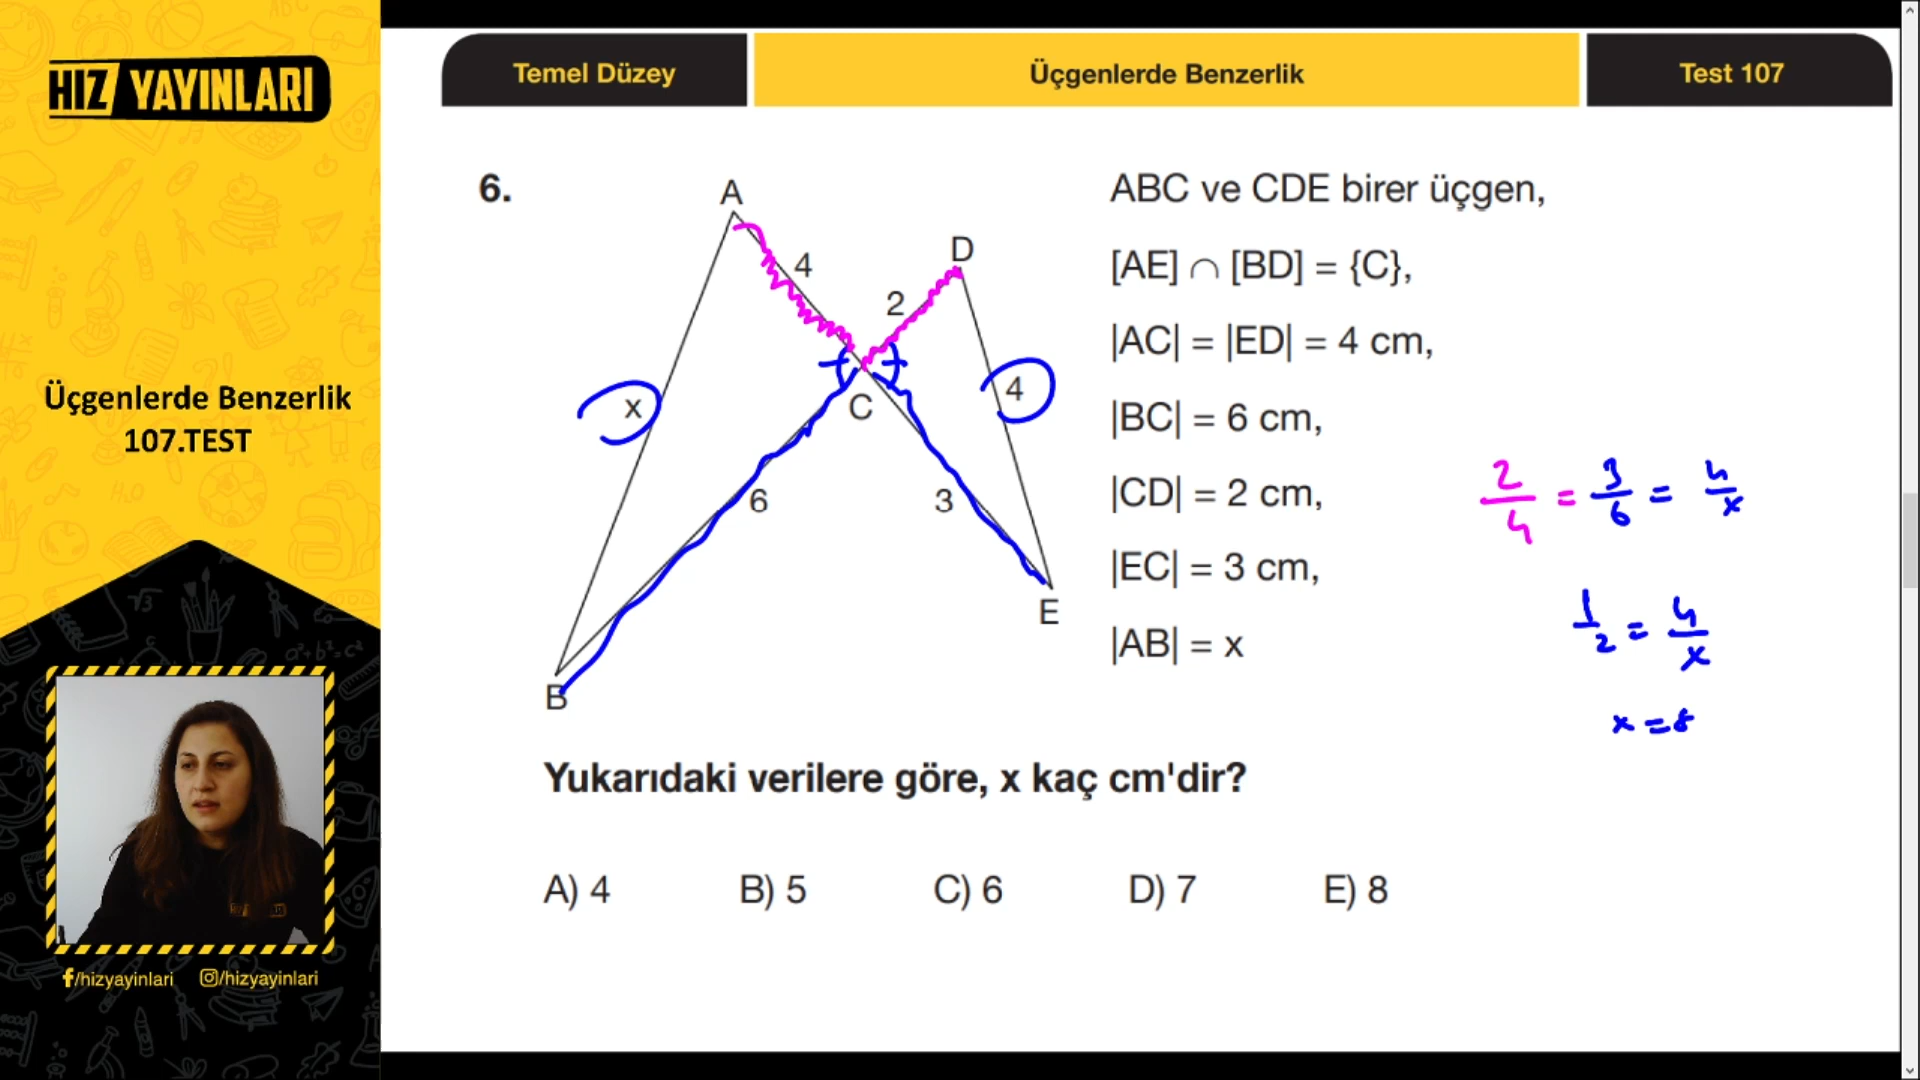 HIZ YAYINLARI
Üçgenlerde Benzerlik
107.TEST
/hizyayinlari /hizyayinlari
Temel Düzey
Üçgenlerde Benzerlik
Test 107
6.
A
4
D
2
x
4
C
6
3
E
B
ABC ve CDE birer üçgen,
[AE] ∩ [BD] = {C},
|AC| = |ED| = 4 cm,
|BC| = 6 cm,
|CD| = 2 cm,
|EC| = 3 cm,
|AB| = x
2/4 = 3/6 = 4/x
1/2 = 4/x
x = 8
Yukarıdaki verilere göre, x kaç cm'dir?
A) 4 B) 5 C) 6 D) 7 E) 8